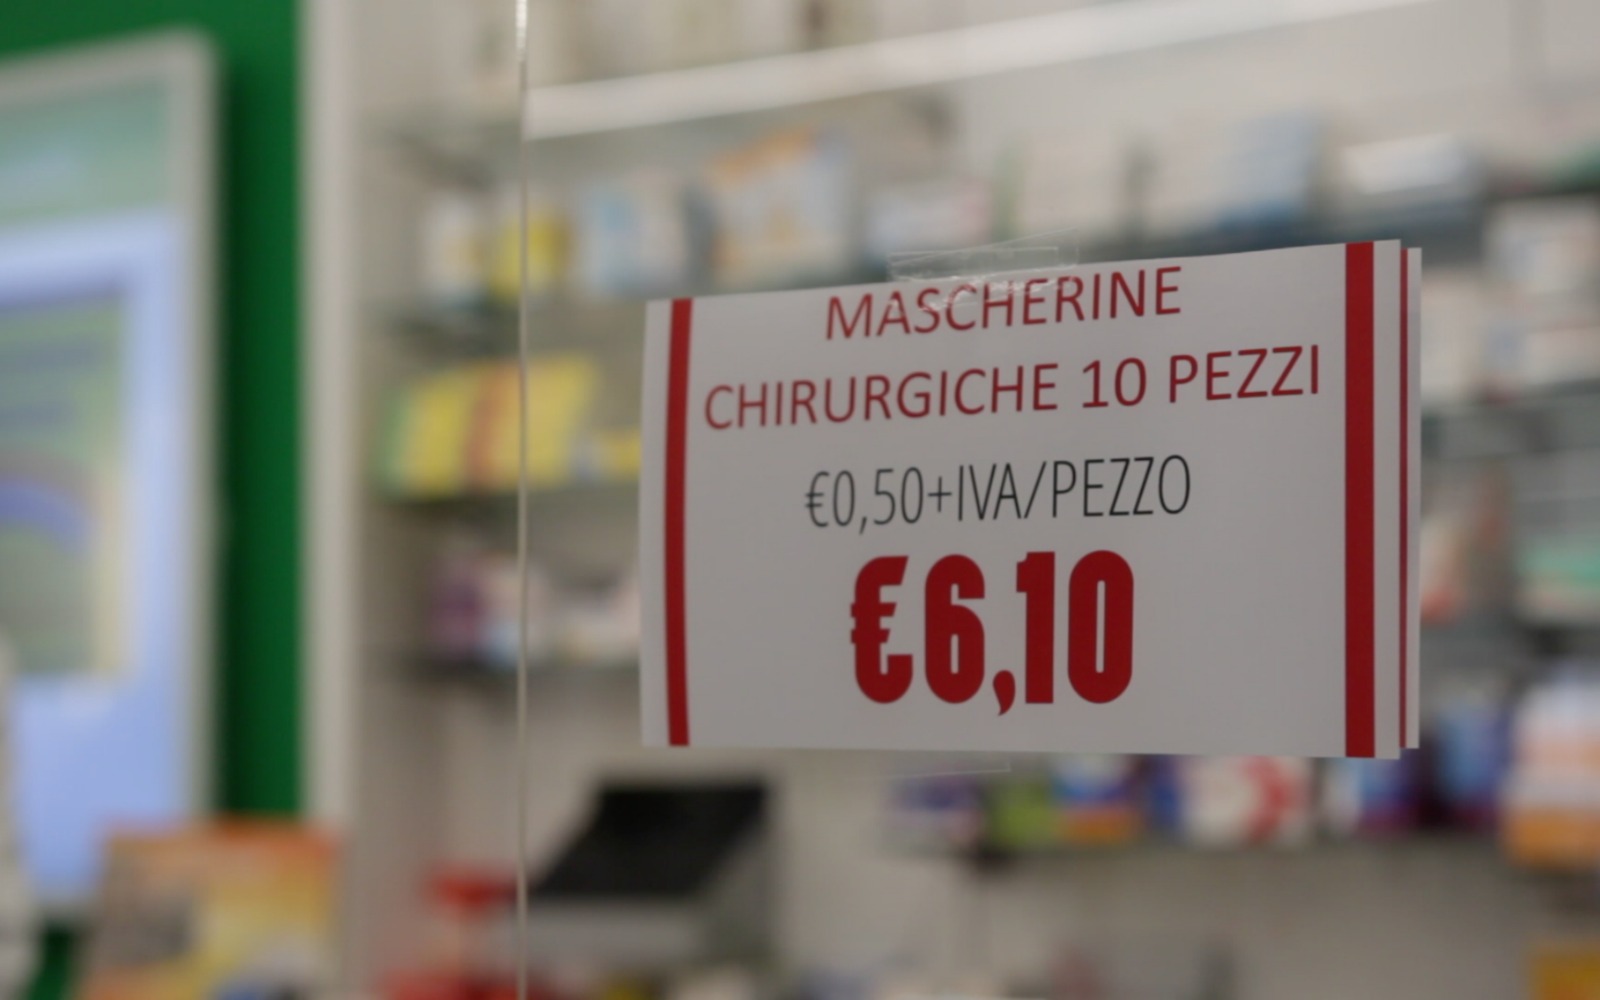 MASCHERINE
CHIRURGICHE 10 PEZZI
€0,50+IVA/PEZZO
€6,10